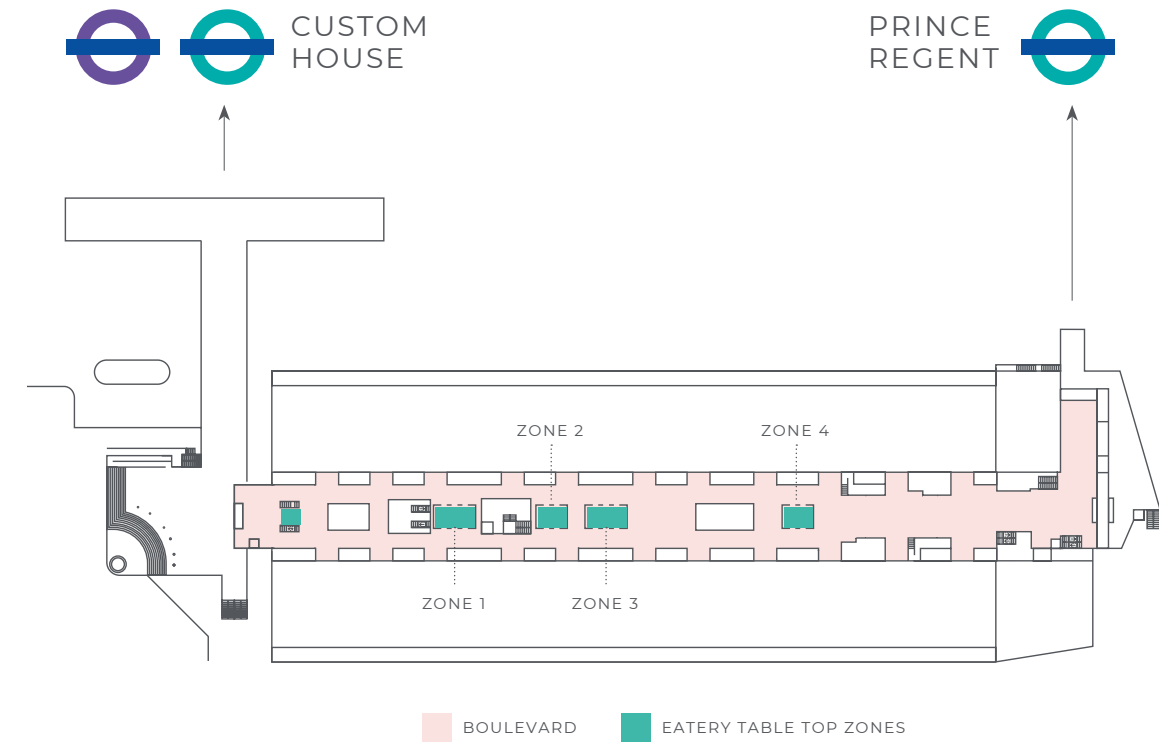 CUSTOM
HOUSE
PRINCE
REGENT
ZONE 2
ZONE 4
ZONE 1
ZONE 3
BOULEVARD
EATERY TABLE TOP ZONES